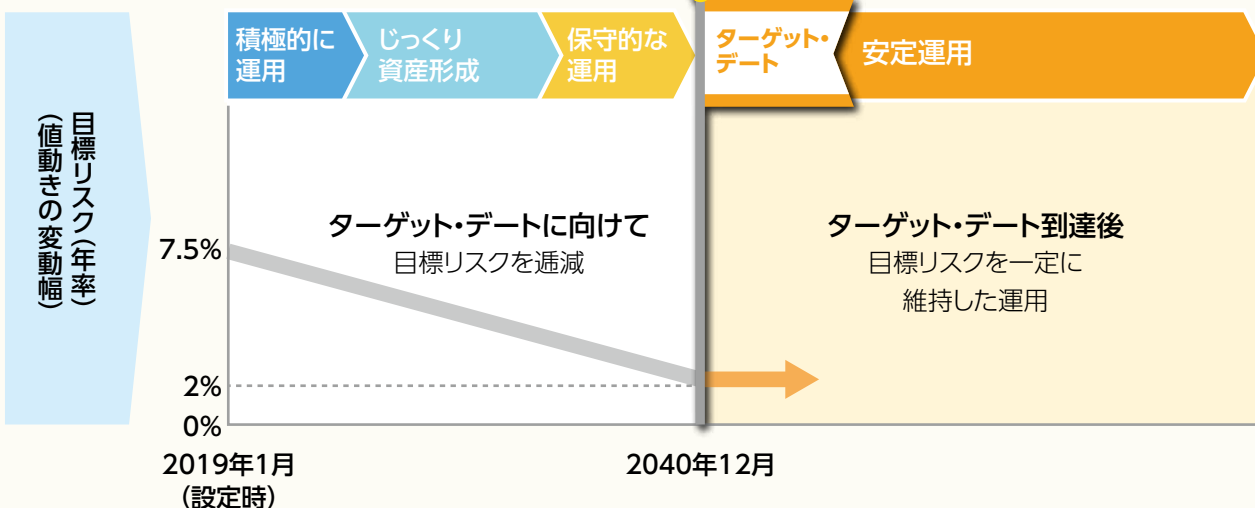 積極的に
運用
じっくり
資産形成
保守的な
運用
ターゲット・
デート
安定運用
目標リスク（年率）
（値動きの変動幅）
ターゲット・デートに向けて
目標リスクを逓減
ターゲット・デート到達後
目標リスクを一定に
維持した運用
7.5%
2%
0%
2019年1月
（設定時）
2040年12月